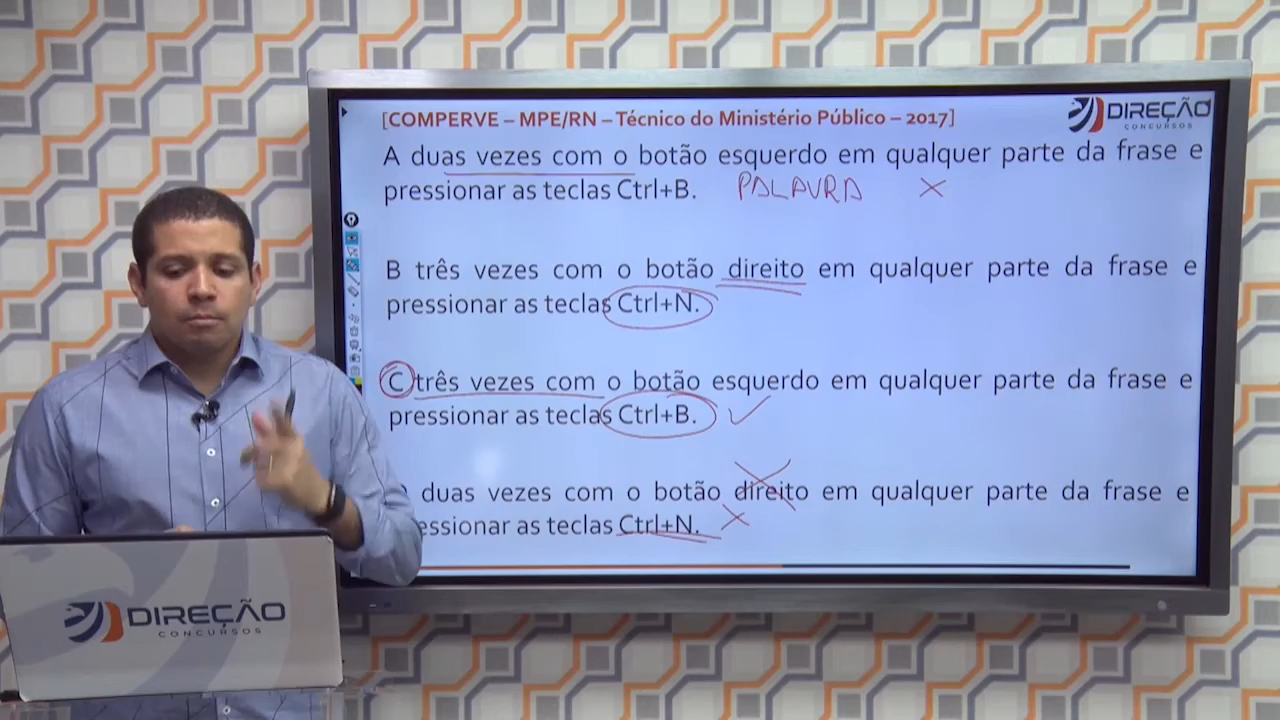 [COMPERVE – MPE/RN – Técnico do Ministério Público – 2017]
DIREÇÃO
CONCURSOS
A duas vezes com o botão esquerdo em qualquer parte da frase e
pressionar as teclas Ctrl+B. PALAVRA X
B três vezes com o botão direito em qualquer parte da frase e
pressionar as teclas Ctrl+N.
C três vezes com o botão esquerdo em qualquer parte da frase e
pressionar as teclas Ctrl+B.
duas vezes com o botão direito em qualquer parte da frase e
essionar as teclas Ctrl+N. X
DIREÇÃO
CONCURSOS